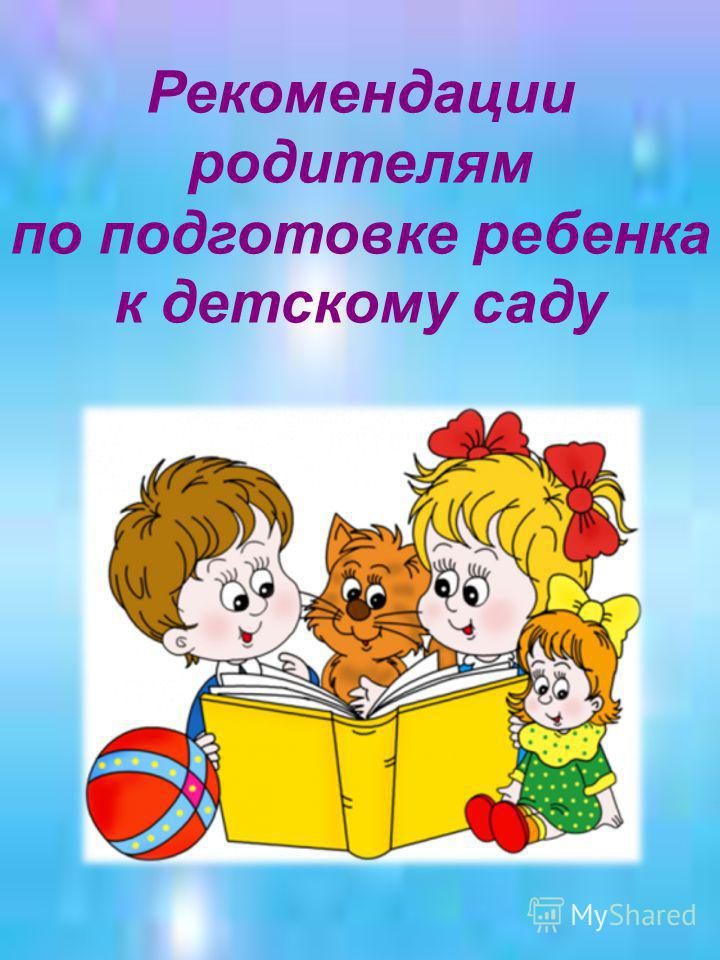 Рекомендации
родителям
по подготовке ребенка
к детскому саду
MyShared